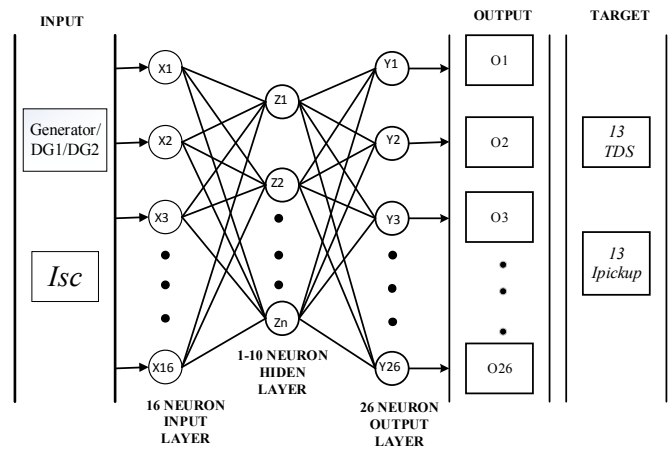 INPUT
OUTPUT
TARGET
X1
X2
X3
X16
Generator/
DG1/DG2
Isc
Z1
Z2
Zn
Y1
Y2
Y3
Y26
O1
O2
O3
O26
13
TDS
13
Ipickup
1-10 NEURON
HIDEN
LAYER
16 NEURON
INPUT
LAYER
26 NEURON
OUTPUT
LAYER